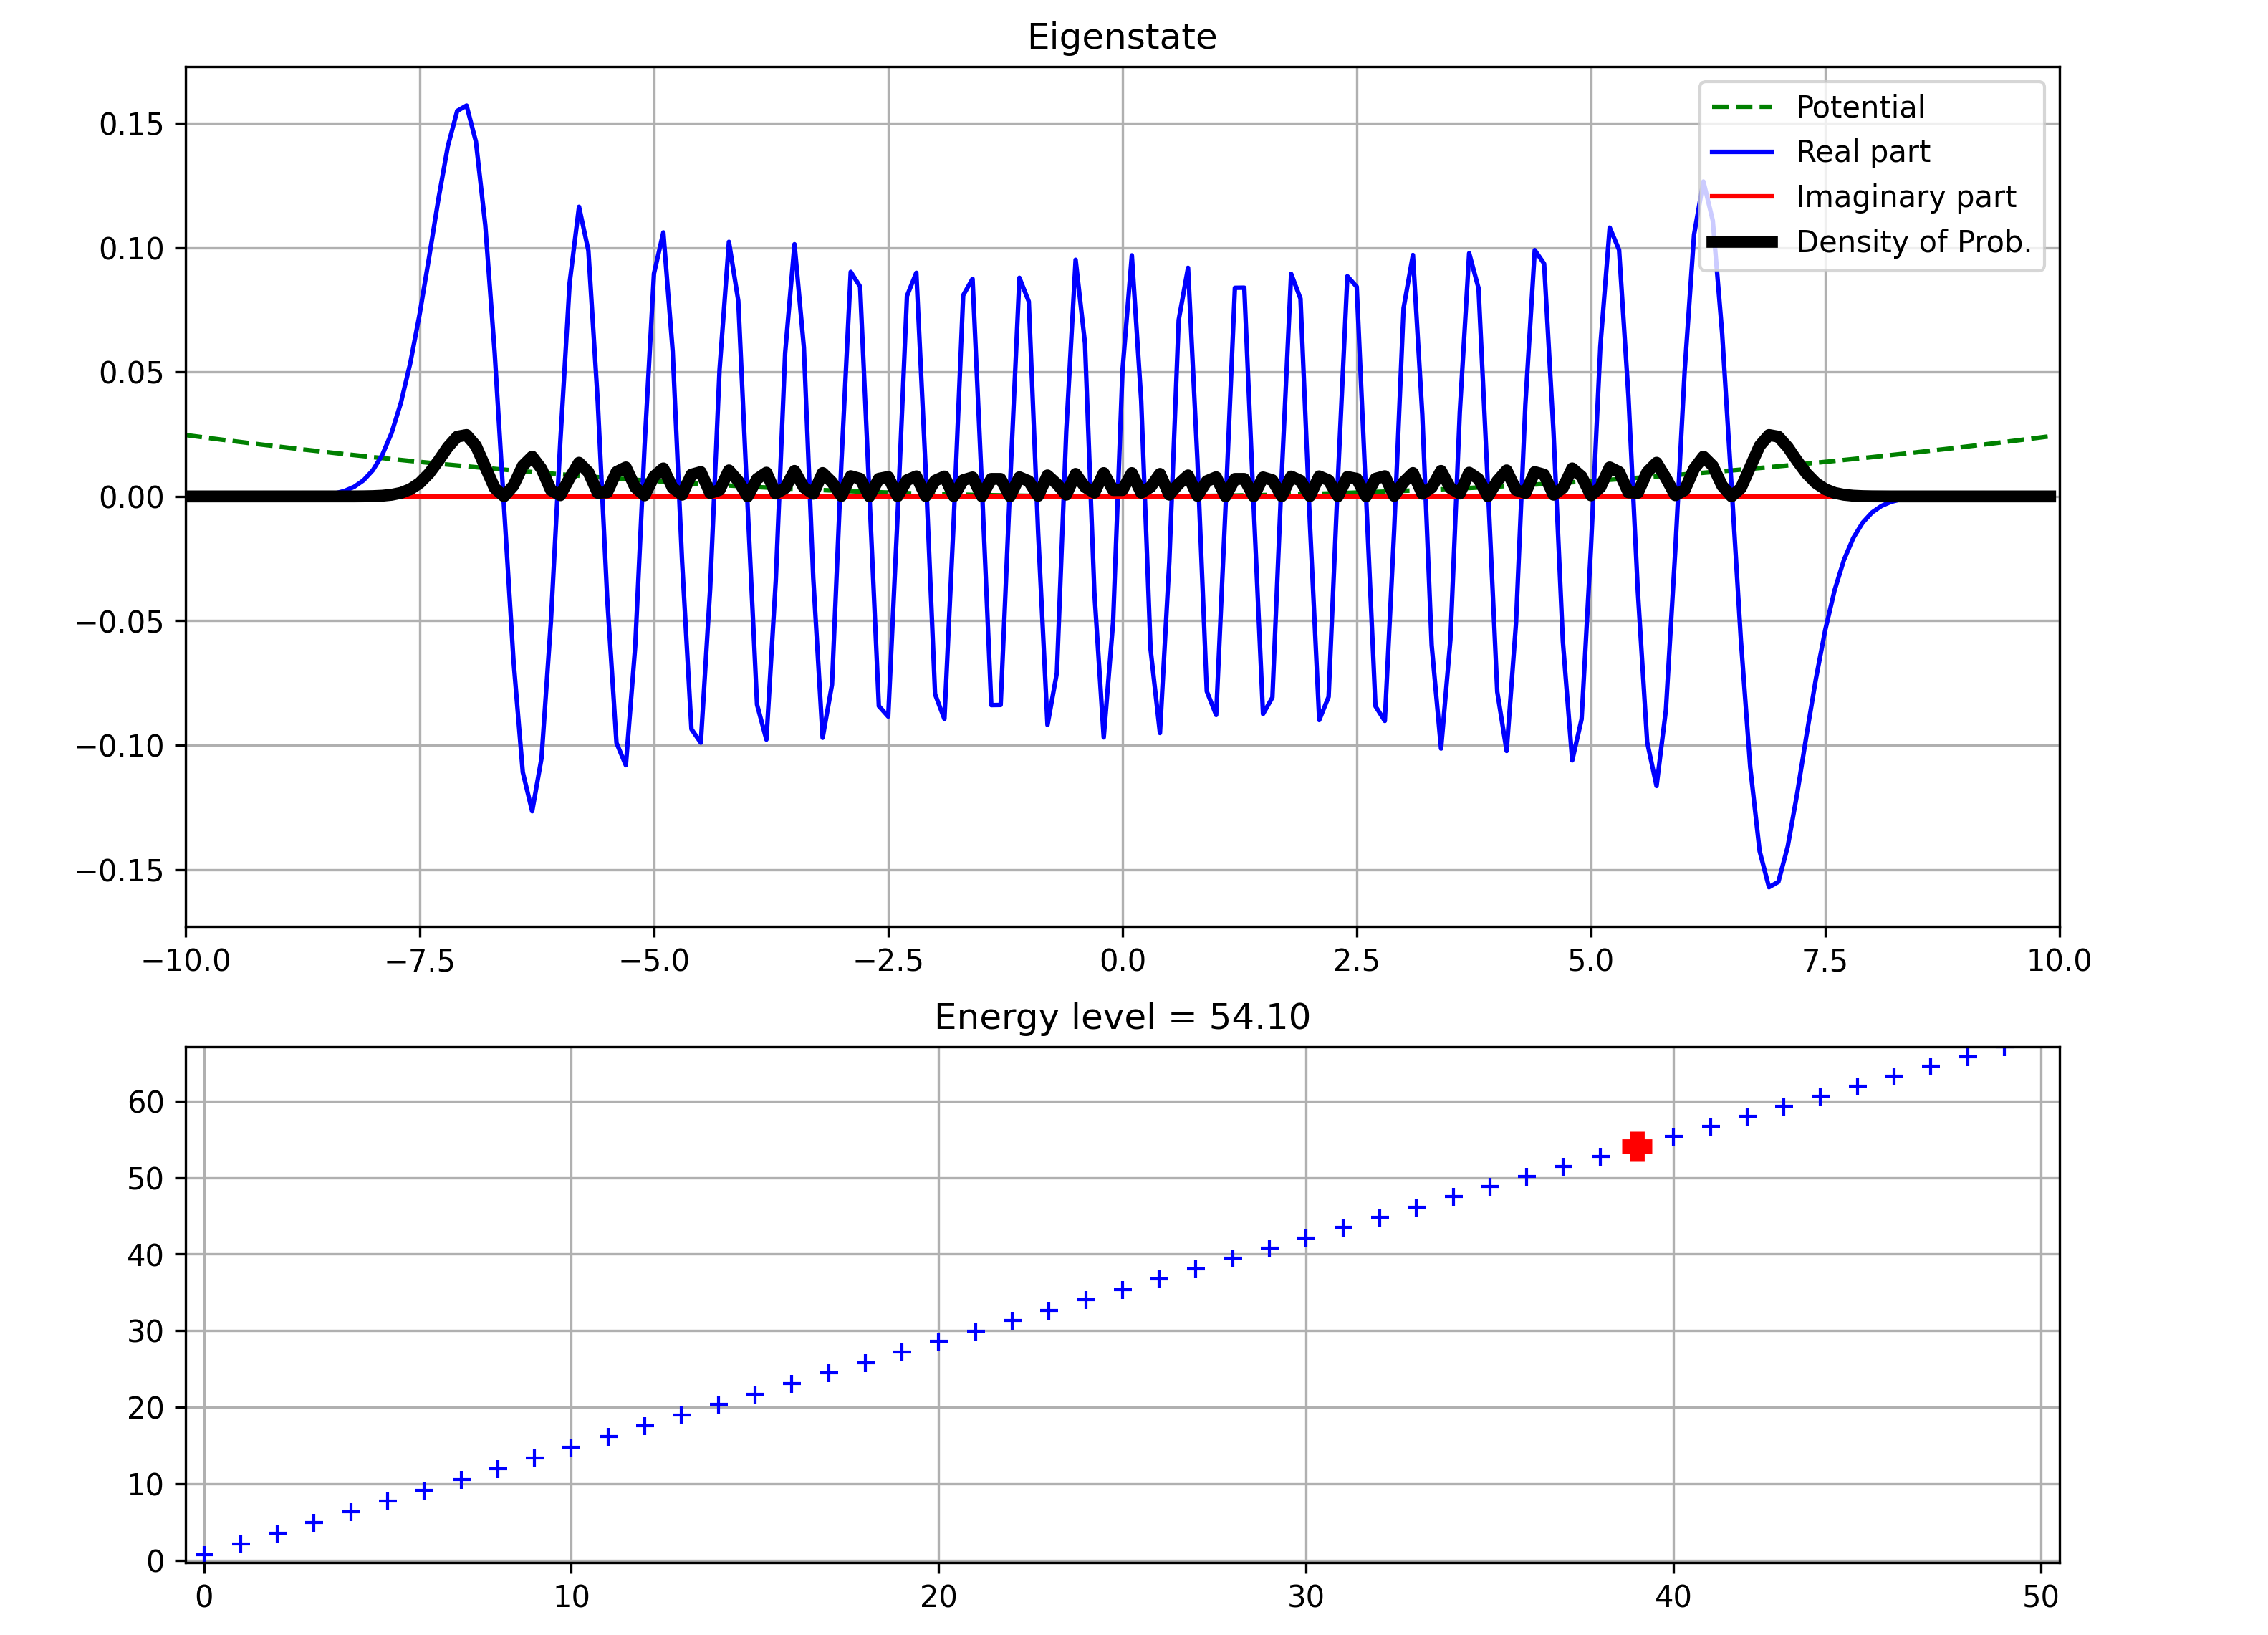 Eigenstate
Potential
Real part
Imaginary part
Density of Prob.
0.15
0.10
0.05
0.00
−0.05
−0.10
−0.15
−10.0 −7.5 −5.0 −2.5 0.0 2.5 5.0 7.5 10.0
Energy level = 54.10
60
50
40
30
20
10
0
0 10 20 30 40 50